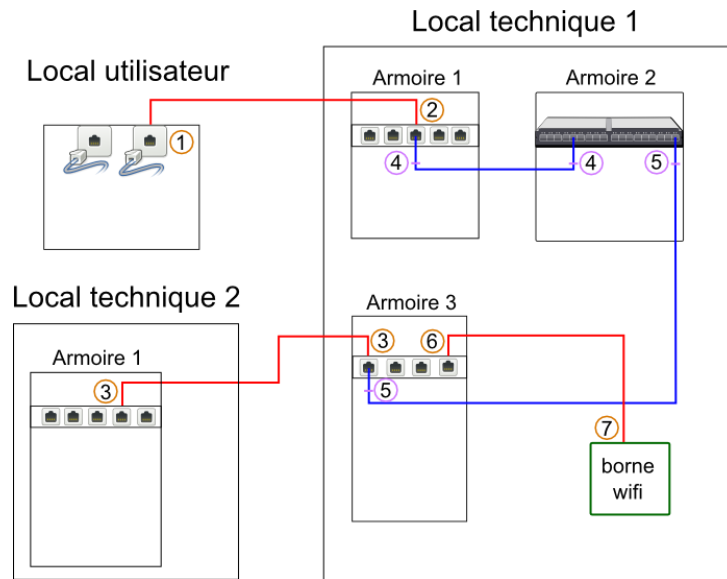 Local technique 1
Local utilisateur
Armoire 1
Armoire 2
1
2
4
4
5
Local technique 2
Armoire 3
Armoire 1
3
3
6
5
7
borne
wifi